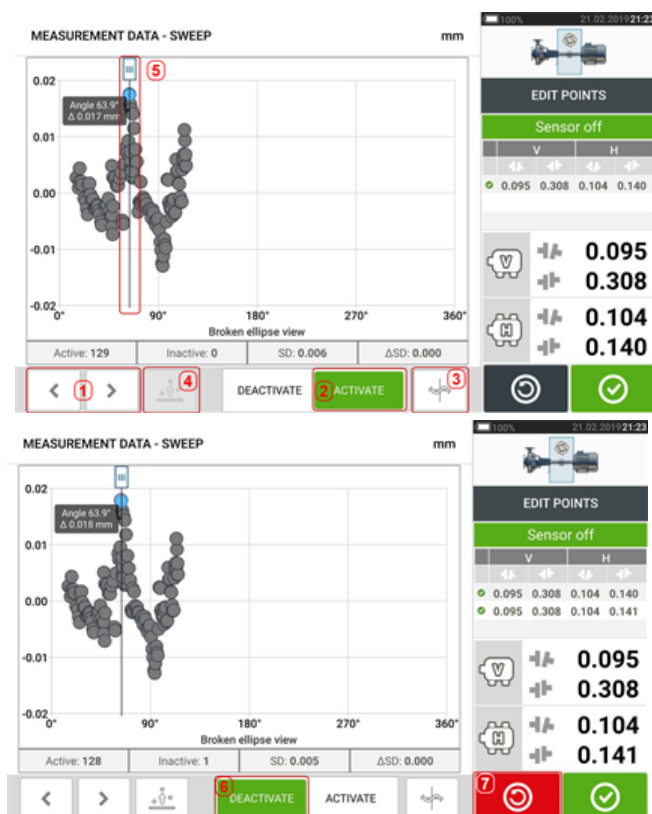 100% 21.02.2019 21:23
MEASUREMENT DATA - SWEEP mm
5
0.02
Angle 63.9°
Δ 0.017 mm
0.01
0.00
-0.01
-0.02
0° 90° 180° 270° 360°
Broken ellipse view
Active: 129 Inactive: 0 SD: 0.006 ΔSD: 0.000
< 1 > 4 DEACTIVATE 2 ACTIVATE 3
EDIT POINTS
Sensor off
V H
0.095 0.308 0.104 0.140
V 0.095
0.308
H 0.104
0.140
100% 21.02.2019 21:23
MEASUREMENT DATA - SWEEP mm
0.02
Angle 63.9°
Δ 0.018 mm
0.01
0.00
-0.01
-0.02
0° 90° 180° 270° 360°
Broken ellipse view
Active: 128 Inactive: 1 SD: 0.005 ΔSD: 0.000
< > 6 DEACTIVATE ACTIVATE
EDIT POINTS
Sensor off
V H
0.095 0.308 0.104 0.140
0.095 0.308 0.104 0.141
V 0.095
0.308
H 0.104
0.141
7